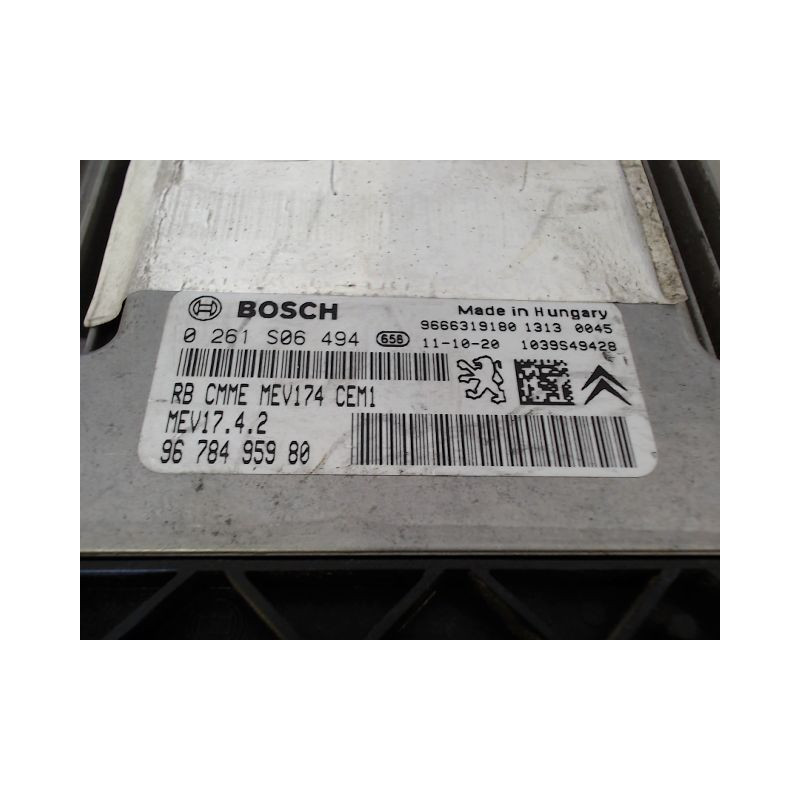 BOSCH
Made in Hungary
0 261 S06 494 656
9666319180 1313 0045
11-10-20 1039S49428
RB CMME MEV174 CEM1
MEV17.4.2
96 784 959 80